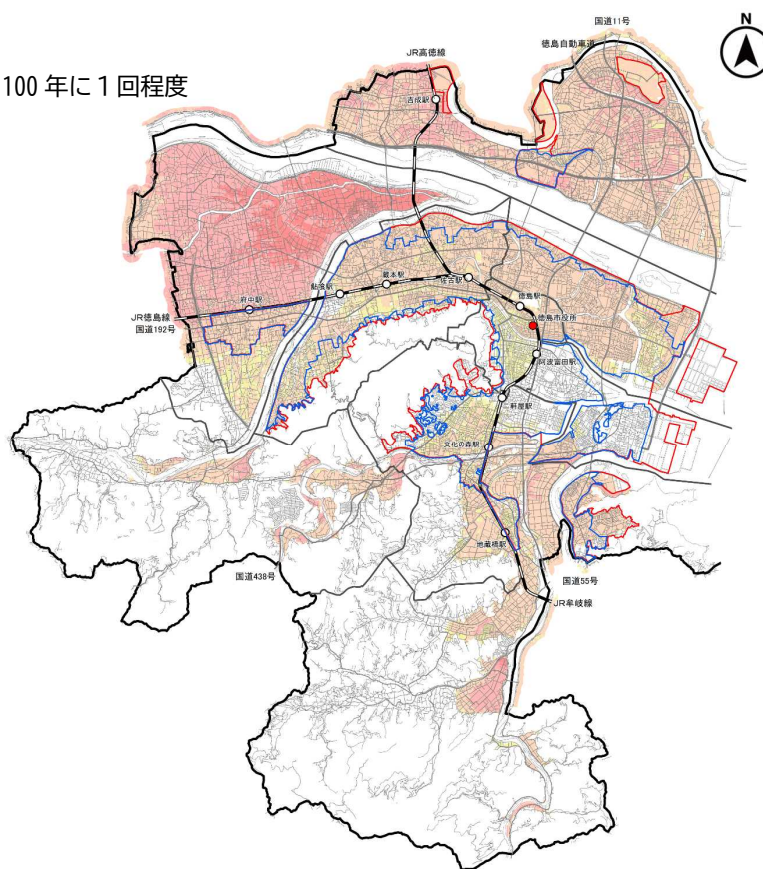 国道11号
N
徳島自動車道
JR高徳線
100年に1回程度
吉成駅
蔵本駅
佐古駅
鮎喰駅
徳島駅
府中駅
JR徳島線
国道192号
徳島市役所
阿波富田駅
二軒屋駅
文化の森駅
地蔵橋駅
国道438号
国道55号
JR牟岐線